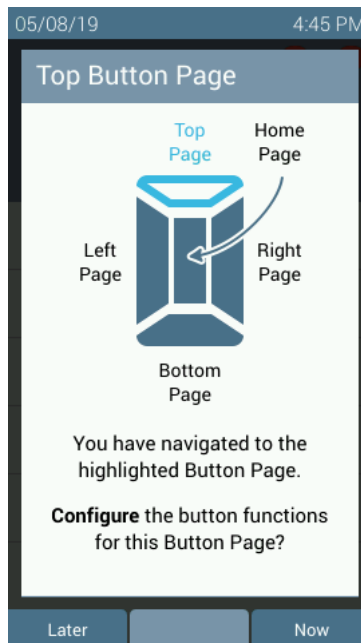 05/08/19 4:45 PM
Top Button Page
Top
Page
Home
Page
Left
Page
Right
Page
Bottom
Page
You have navigated to the
highlighted Button Page.
Configure the button functions
for this Button Page?
Later
Now